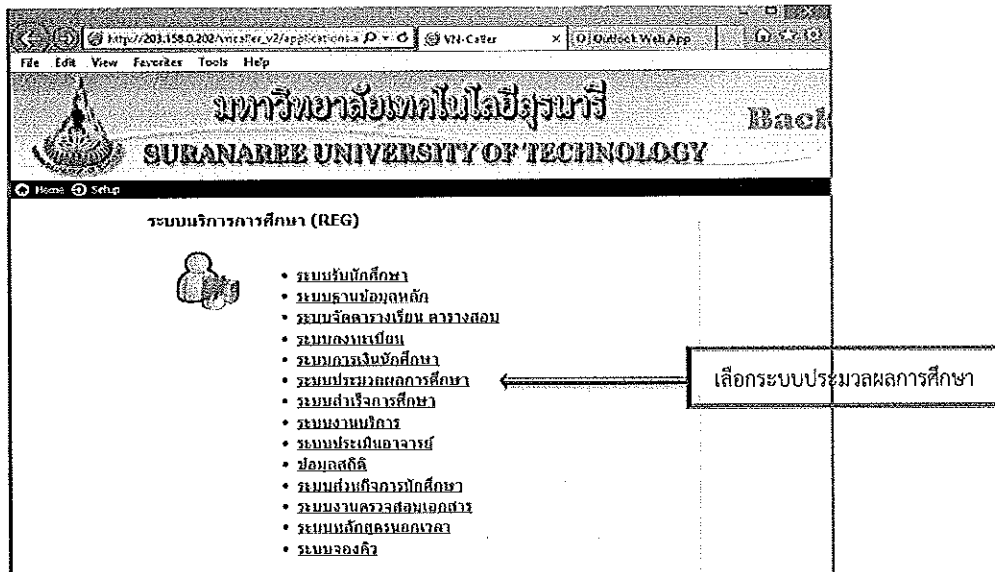 http://203.158.0.202/vncaller_v2/applications.a
VN-Caller
Outlook Web App
File Edit View Favorites Tools Help
มหาวิทยาลัยเทคโนโลยีสุรนารี
Back
SURANAREE UNIVERSITY OF TECHNOLOGY
Home Setup
ระบบบริการการศึกษา (REG)
• ระบบรับนักศึกษา
• ระบบฐานข้อมูลหลัก
• ระบบจัดตารางเรียน ตารางสอบ
• ระบบลงทะเบียน
• ระบบการเงินนักศึกษา
• ระบบประมวลผลการศึกษา
เลือกระบบประมวลผลการศึกษา
• ระบบสำเร็จการศึกษา
• ระบบงานบริการ
• ระบบประเมินอาจารย์
• ข้อมูลสถิติ
• ระบบส่วนกิจการนักศึกษา
• ระบบงานตรวจสอบเอกสาร
• ระบบหลักสูตรนอกเวลา
• ระบบจองคิว